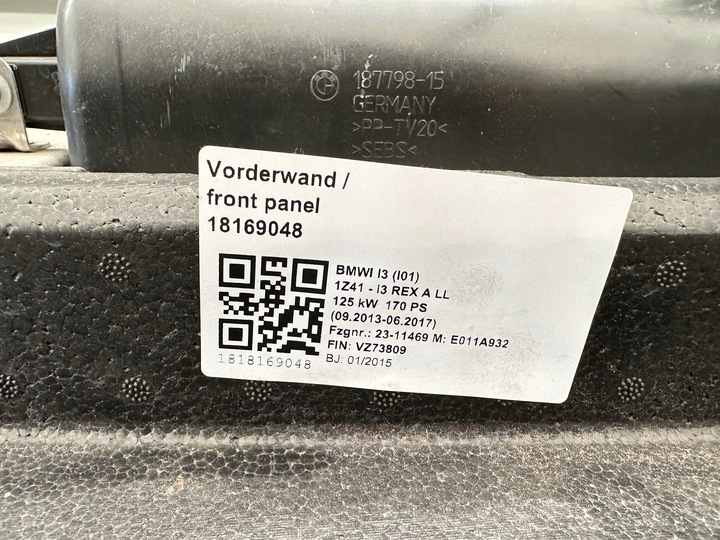 187798-15
GERMANY
>PP-TV20<
>SEBS<
Vorderwand /
front panel
18169048
BMWI I3 (I01)
1Z41 - I3 REX A LL
125 kW 170 PS
(09.2013-06.2017)
Fzgnr.: 23-11469 M: E011A932
FIN: VZ73809
BJ: 01/2015
1818169048